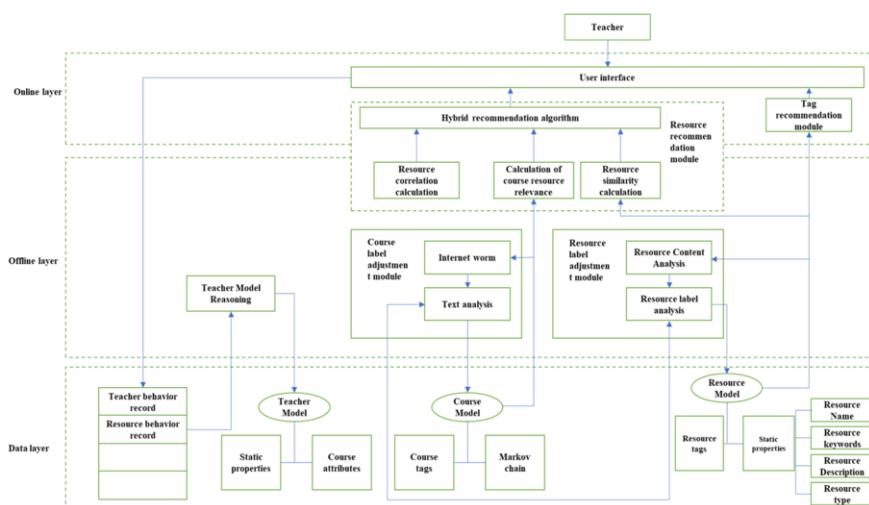 Teacher
Online layer
User interface
Hybrid recommendation algorithm
Resource
recommen
dation
module
Tag
recommendation
module
Resource
correlation
calculation
Calculation of
course resource
relevance
Resource
similarity
calculation
Offline layer
Course
label
adjustmen
t module
Internet worm
Text analysis
Resource
label
adjustmen
t module
Resource Content
Analysis
Resource label
analysis
Teacher Model
Reasoning
Data layer
Teacher behavior
record
Resource behavior
record
Teacher
Model
Static
properties
Course
attributes
Course
Model
Course
tags
Markov
chain
Resource
Model
Resource
tags
Static
properties
Resource
Name
Resource
keywords
Resource
Description
Resource
type